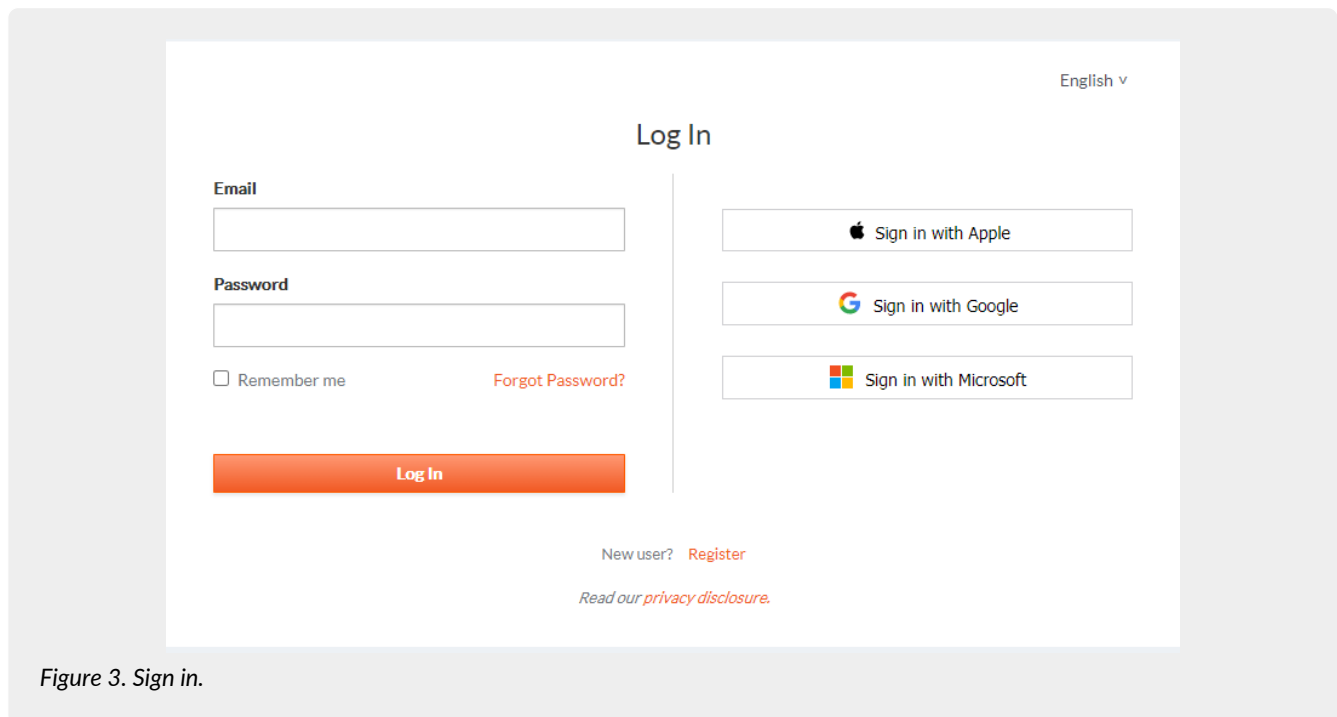 English v
Log In
Email
Password
Remember me
Forgot Password?
Log In
Sign in with Apple
Sign in with Google
Sign in with Microsoft
New user? Register
Read our privacy disclosure.
Figure 3. Sign in.